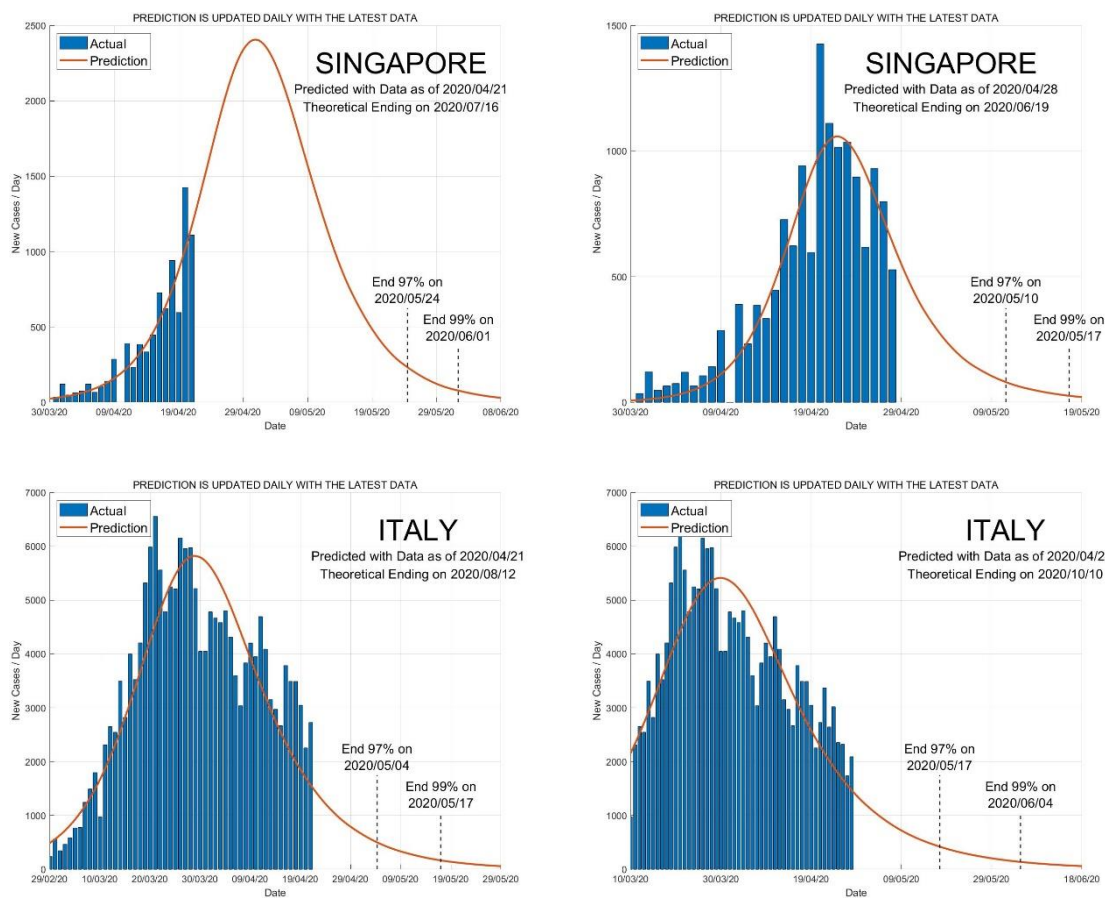 PREDICTION IS UPDATED DAILY WITH THE LATEST DATA
Actual
Prediction
SINGAPORE
Predicted with Data as of 2020/04/21
Theoretical Ending on 2020/07/16
End 97% on
2020/05/24
End 99% on
2020/06/01
New Cases / Day
2500
2000
1500
1000
500
0
30/03/20 09/04/20 19/04/20 29/04/20 09/05/20 19/05/20 29/05/20 08/06/20
Date
PREDICTION IS UPDATED DAILY WITH THE LATEST DATA
Actual
Prediction
SINGAPORE
Predicted with Data as of 2020/04/28
Theoretical Ending on 2020/06/19
End 97% on
2020/05/10
End 99% on
2020/05/17
New Cases / Day
1500
1000
500
0
30/03/20 09/04/20 19/04/20 29/04/20 09/05/20 19/05/20
Date
PREDICTION IS UPDATED DAILY WITH THE LATEST DATA
Actual
Prediction
ITALY
Predicted with Data as of 2020/04/21
Theoretical Ending on 2020/08/12
End 97% on
2020/05/04
End 99% on
2020/05/17
New Cases / Day
7000
6000
5000
4000
3000
2000
1000
0
29/02/20 10/03/20 20/03/20 30/03/20 09/04/20 19/04/20 29/04/20 09/05/20 19/05/20 29/05/20
Date
PREDICTION IS UPDATED DAILY WITH THE LATEST DATA
Actual
Prediction
ITALY
Predicted with Data as of 2020/04/2
Theoretical Ending on 2020/10/10
End 97% on
2020/05/17
End 99% on
2020/06/04
New Cases / Day
7000
6000
5000
4000
3000
2000
1000
0
10/03/20 30/03/20 19/04/20 09/05/20 29/05/20 18/06/20
Date